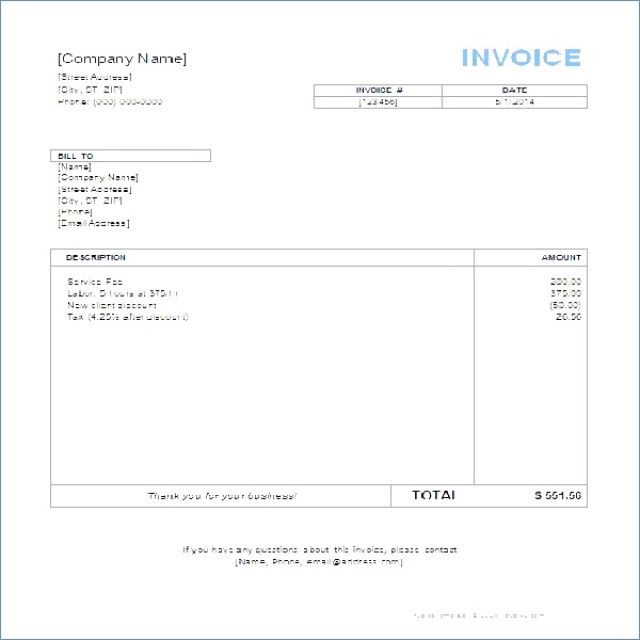 [Company Name]
INVOICE
[Street Address]
[City, ST ZIP]
INVOICE #
DATE
Phone: (000) 000-0000
[123456]
5/1/2014
BILL TO
[Name]
[Company Name]
[Street Address]
[City, ST ZIP]
[Phone]
[Email Address]
DESCRIPTION
AMOUNT
Service Fee
200.00
Labor: 5 hours at $75/hr
375.00
New client discount
(50.00)
Tax (4.25% after discount)
26.56
Thank you for your business!
TOTAL
$ 551.56
If you have any questions about this invoice, please contact
[Name, Phone, email@address.com]